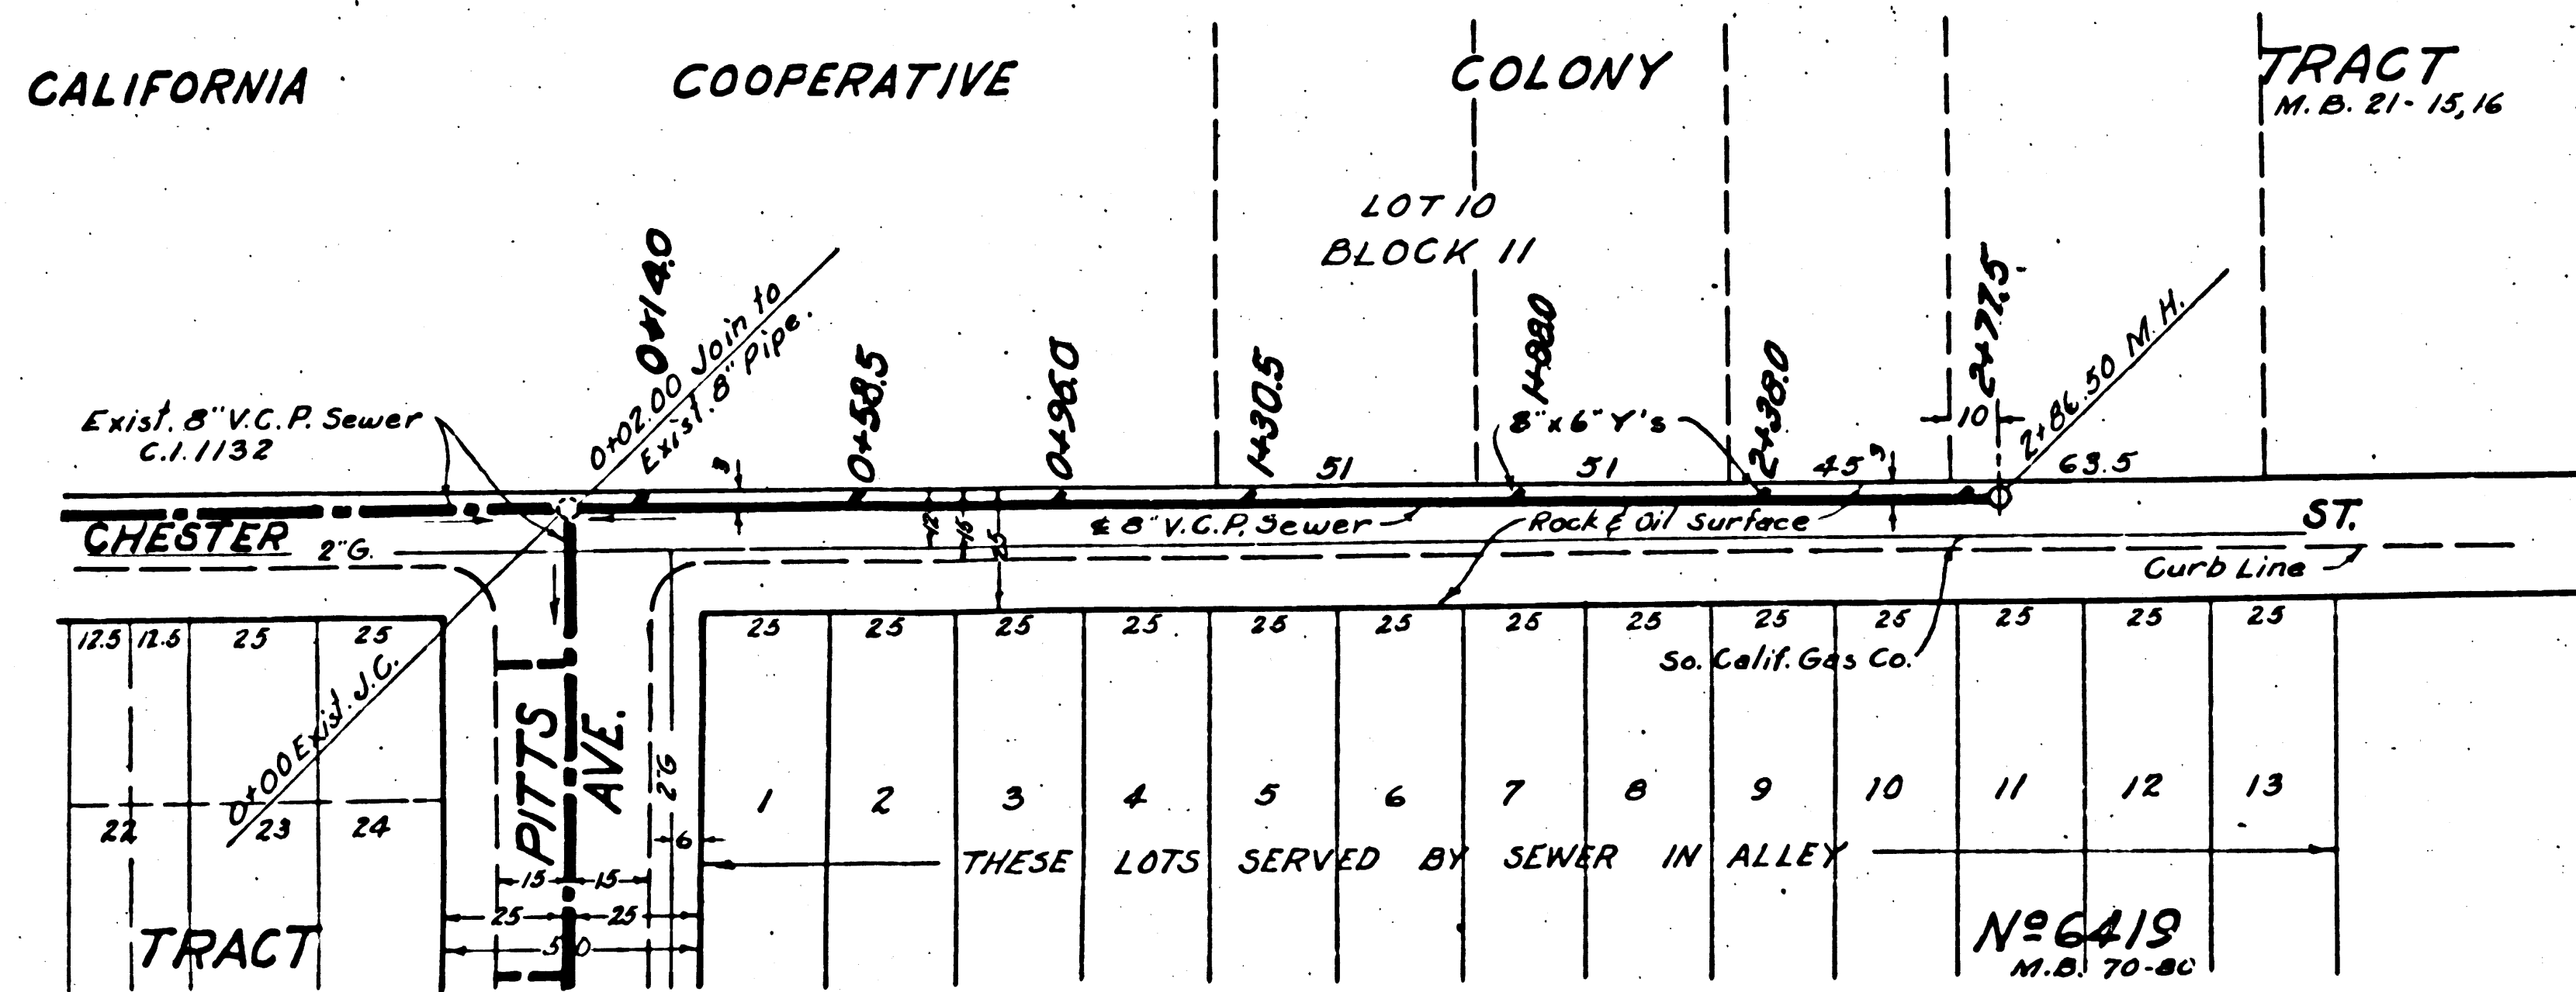 CALIFORNIA COOPERATIVE COLONY TRACT
M. B. 21-15,16
LOT 10
BLOCK 11
0+14.0
0+02.00 Join to
Exist. 8" Pipe.
0+58.5
0+96.0
1+30.5
1+88.0
2+38.0
2+77.5
2+86.50 M.H.
Exist. 8" V.C.P. Sewer
C.I. 1132
8" x 6" Y's
10
3
51
51
45
9
63.5
CHESTER
ST.
2" G.
12
15
25
℄ 8" V.C.P. Sewer
Rock & Oil Surface
Curb Line
12.5 12.5 25 25
25 25 25 25 25 25 25 25 25 25 25 25 25
So. Calif. Gas Co.
0+00 Exist. J.C.
PITTS
AVE.
2" G
22 23 24
1 2 3 4 5 6 7 8 9 10 11 12 13
6
THESE LOTS SERVED BY SEWER IN ALLEY
15 15
25 25
50
TRACT
Nº 6419
M.B. 70-80